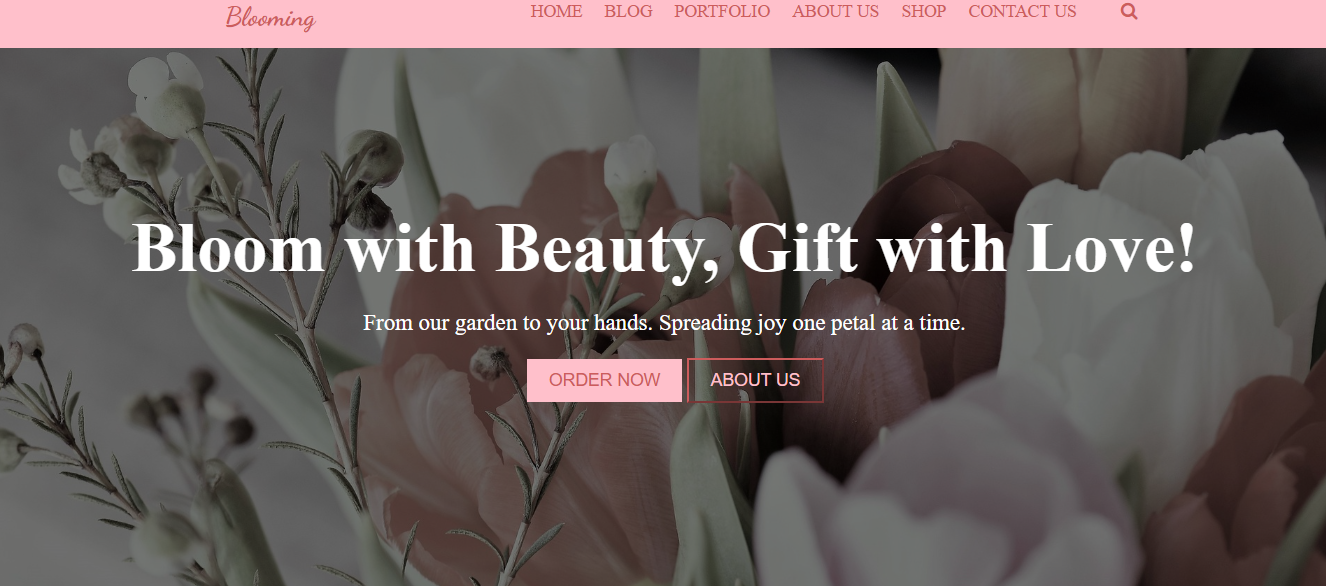 Blooming
HOME BLOG PORTFOLIO ABOUT US SHOP CONTACT US
Bloom with Beauty, Gift with Love!
From our garden to your hands. Spreading joy one petal at a time.
ORDER NOW ABOUT US